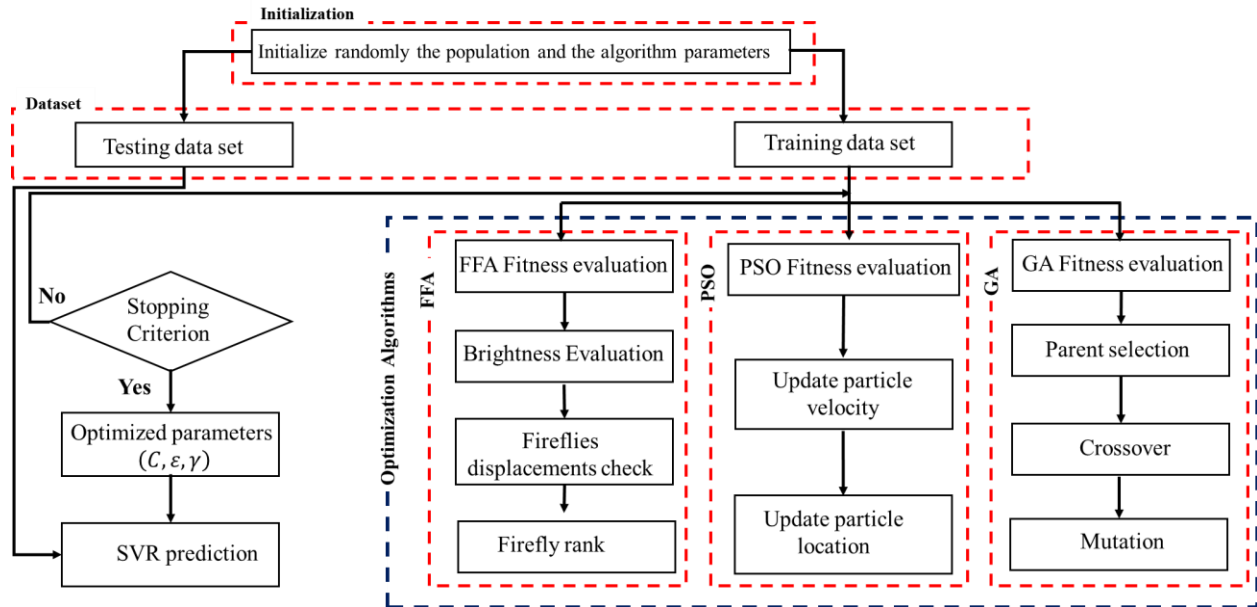 Initialization
Initialize randomly the population and the algorithm parameters
Dataset
Testing data set
Training data set
No
Stopping
Criterion
Yes
Optimized parameters
(C, ε, γ)
SVR prediction
Optimization Algorithms
FFA
FFA Fitness evaluation
Brightness Evaluation
Fireflies
displacements check
Firefly rank
PSO
PSO Fitness evaluation
Update particle
velocity
Update particle
location
GA
GA Fitness evaluation
Parent selection
Crossover
Mutation